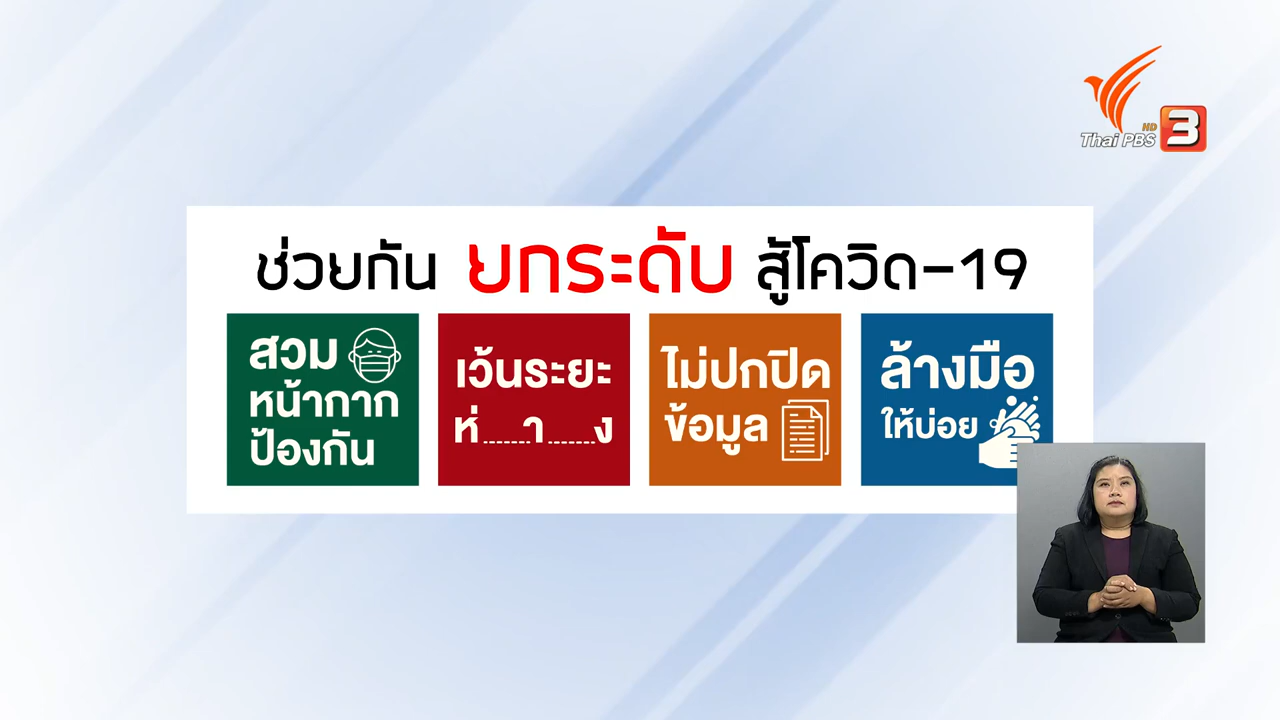 HD
Thai PBS 3
ช่วยกัน ยกระดับ สู้โควิด-19
สวม
หน้ากาก
ป้องกัน
เว้นระยะ
ห่.......า.......ง
ไม่ปกปิด
ข้อมูล
ล้างมือ
ให้บ่อย